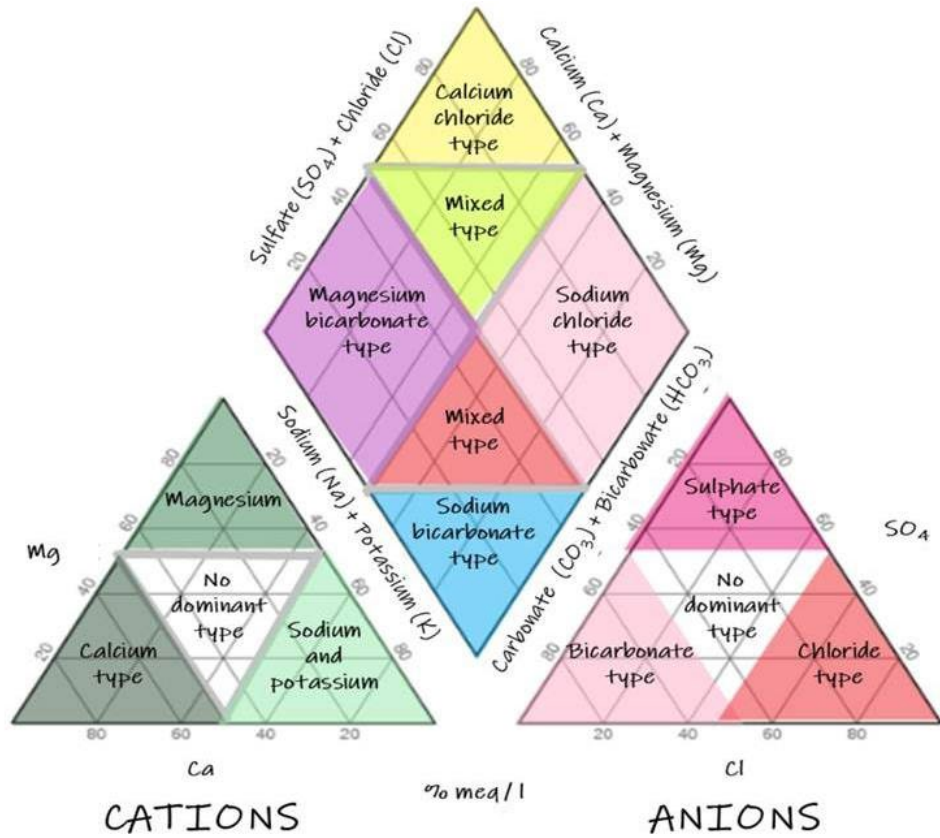 Sulfate (SO4) + Chloride (Cl)
Calcium (Ca) + Magnesium (Mg)
80
80
Calcium
chloride
type
60
60
40
Mixed
type
40
20
20
Magnesium
bicarbonate
type
Sodium
chloride
type
Mixed
type
Sodium (Na) + Potassium (K)
Carbonate (CO3) + Bicarbonate (HCO3)
Sodium
bicarbonate
type
80
20
Magnesium
60
40
Mg
40
No
dominant
type
60
20
Calcium
type
Sodium
and
potassium
80
80
60
40
20
Ca
CATIONS
20
80
Sulphate
type
40
60
SO4
60
No
dominant
type
40
80
Bicarbonate
type
Chloride
type
20
20
40
60
80
Cl
ANIONS
% meq/l